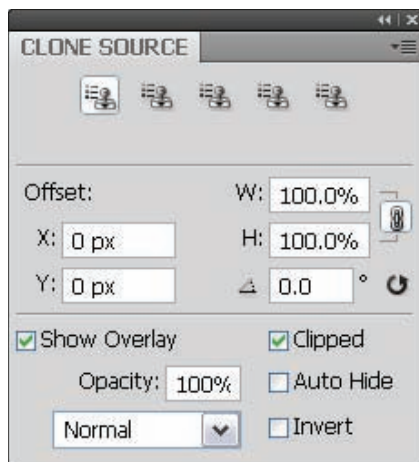 CLONE SOURCE
Offset: W: 100.0%
X: 0 px H: 100.0%
Y: 0 px 0.0 °
Show Overlay Clipped
Opacity: 100% Auto Hide
Normal Invert